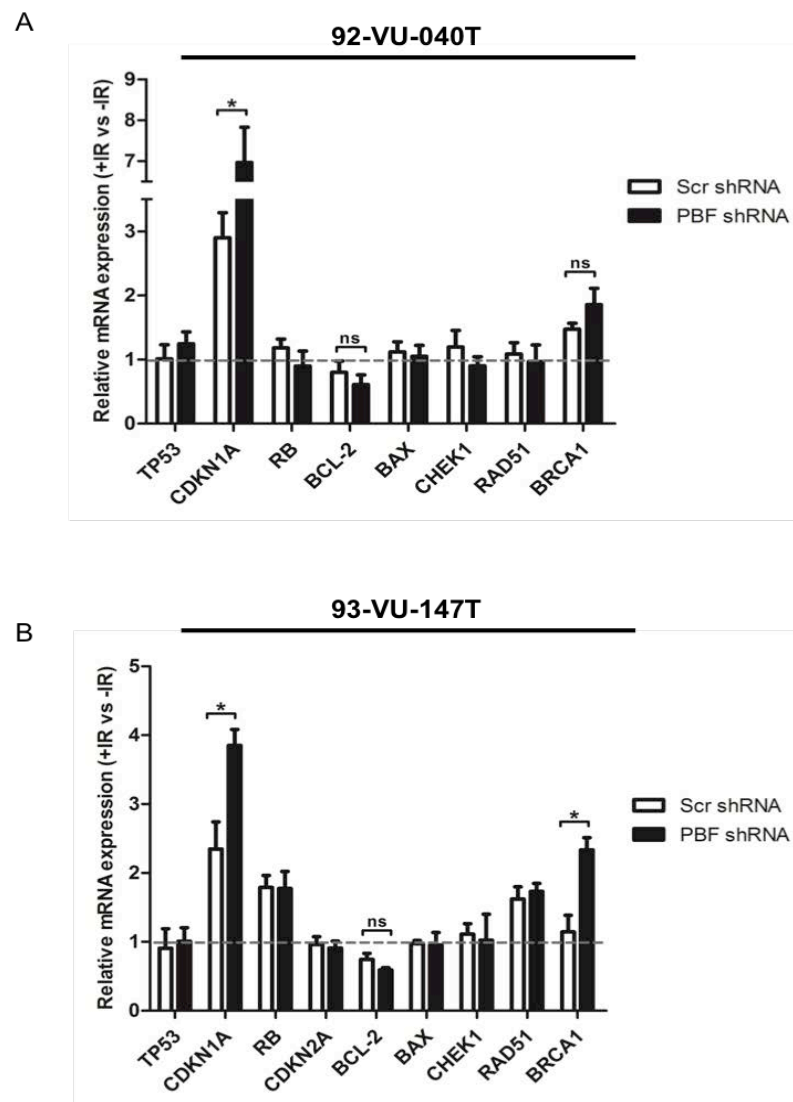 A
92-VU-040T
Relative mRNA expression (+IR vs -IR)
9
8
7
3
2
1
0
*
ns
ns
Scr shRNA
PBF shRNA
TP53
CDKN1A
RB
BCL-2
BAX
CHEK1
RAD51
BRCA1
B
93-VU-147T
Relative mRNA expression (+IR vs -IR)
5
4
3
2
1
0
*
ns
*
Scr shRNA
PBF shRNA
TP53
CDKN1A
RB
CDKN2A
BCL-2
BAX
CHEK1
RAD51
BRCA1